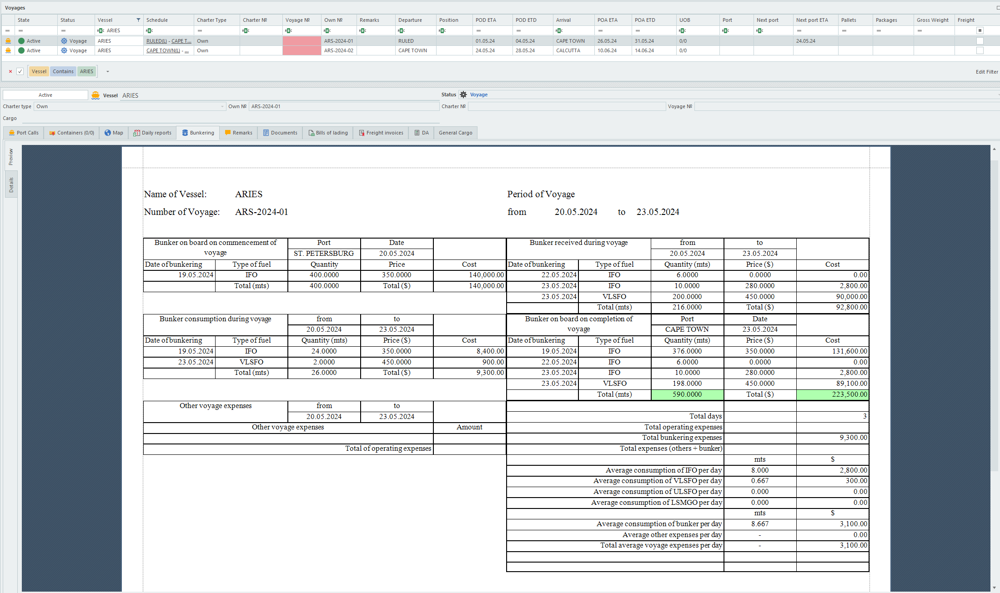 Voyages
State Status Vessel Schedule Charter Type Charter № Voyage № Own № Remarks Departure Position POD ETA POD ETD Arrival POA ETA POA ETD UOB Port Next port Next port ETA Pallets Packages Gross Weight Freight
ARIES
Active Voyage ARIES RULED(L) - CAPE T... Own ARS-2024-01 RULED 01.05.24 04.05.24 CAPE TOWN 26.05.24 31.05.24 0/0 24.05.24
Active Voyage ARIES CAPE TOWN(L) - ... Own ARS-2024-02 CAPE TOWN 24.05.24 28.05.24 CALCUTTA 10.06.24 14.06.24 0/0
Vessel Contains ARIES Edit Filter
Active Vessel ARIES Status Voyage
Charter type Own Own № ARS-2024-01 Charter № Voyage №
Cargo
Port Calls Containers (0/0) Map Daily reports Bunkering Remarks Documents Bills of lading Freight invoices DA General Cargo
Preview
Details
Name of Vessel: ARIES Period of Voyage
Number of Voyage: ARS-2024-01 from 20.05.2024 to 23.05.2024
Bunker on board on commencement of voyage Port Date
ST. PETERSBURG 20.05.2024
Date of bunkering Type of fuel Quantity Price Cost
19.05.2024 IFO 400.0000 350.0000 140,000.00
Total (mts) 400.0000 Total ($) 140,000.00
Bunker received during voyage from to
20.05.2024 23.05.2024
Date of bunkering Type of fuel Quantity (mts) Price ($) Cost
22.05.2024 IFO 6.0000 0.0000 0.00
23.05.2024 IFO 10.0000 280.0000 2,800.00
23.05.2024 VLSFO 200.0000 450.0000 90,000.00
Total (mts) 216.0000 Total ($) 92,800.00
Bunker consumption during voyage from to
20.05.2024 23.05.2024
Date of bunkering Type of fuel Quantity (mts) Price ($) Cost
19.05.2024 IFO 24.0000 350.0000 8,400.00
23.05.2024 VLSFO 2.0000 450.0000 900.00
Total (mts) 26.0000 Total ($) 9,300.00
Bunker on board on completion of voyage Port Date
CAPE TOWN 23.05.2024
Date of bunkering Type of fuel Quantity (mts) Price ($) Cost
19.05.2024 IFO 376.0000 350.0000 131,600.00
22.05.2024 IFO 6.0000 0.0000 0.00
23.05.2024 IFO 10.0000 280.0000 2,800.00
23.05.2024 VLSFO 198.0000 450.0000 89,100.00
Total (mts) 590.0000 Total ($) 223,500.00
Other voyage expenses from to
20.05.2024 23.05.2024
Other voyage expenses Amount
Total of operating expenses
Total days 3
Total operating expenses
Total bunkering expenses 9,300.00
Total expenses (others + bunker)
mts $
Average consumption of IFO per day 8.000 2,800.00
Average consumption of VLSFO per day 0.667 300.00
Average consumption of ULSFO per day 0.000 0.00
Average consumption of LSMGO per day 0.000 0.00
mts $
Average consumption of bunker per day 8.667 3,100.00
Average other expenses per day - 0.00
Total average voyage expenses per day - 3,100.00